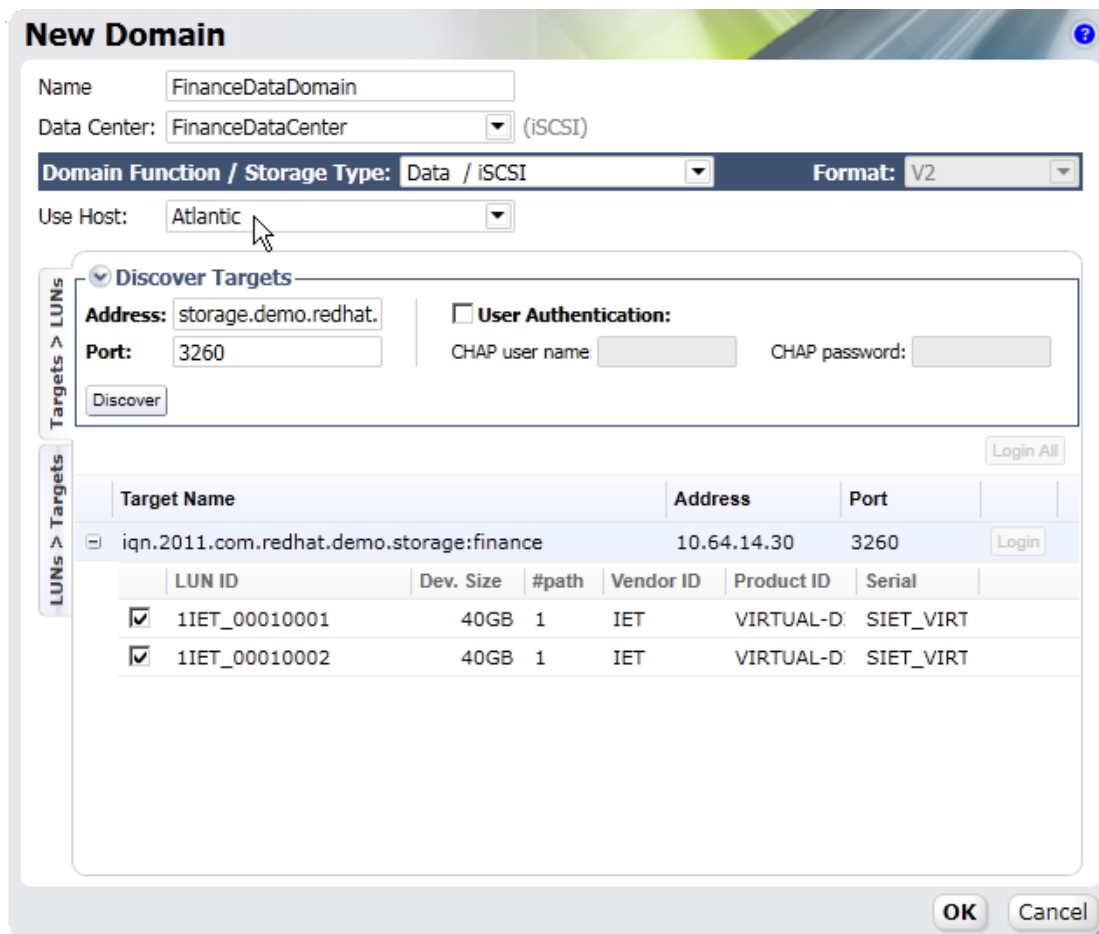 New Domain
?
Name FinanceDataDomain
Data Center: FinanceDataCenter (iSCSI)
Domain Function / Storage Type: Data / iSCSI Format: V2
Use Host: Atlantic
Targets > LUNs
LUNs > Targets
Discover Targets
Address: storage.demo.redhat. User Authentication:
Port: 3260 CHAP user name CHAP password:
Discover
Login All
Target Name Address Port
iqn.2011.com.redhat.demo.storage:finance 10.64.14.30 3260 Login
LUN ID Dev. Size #path Vendor ID Product ID Serial
1IET_00010001 40GB 1 IET VIRTUAL-D SIET_VIRT
1IET_00010002 40GB 1 IET VIRTUAL-D SIET_VIRT
OK Cancel